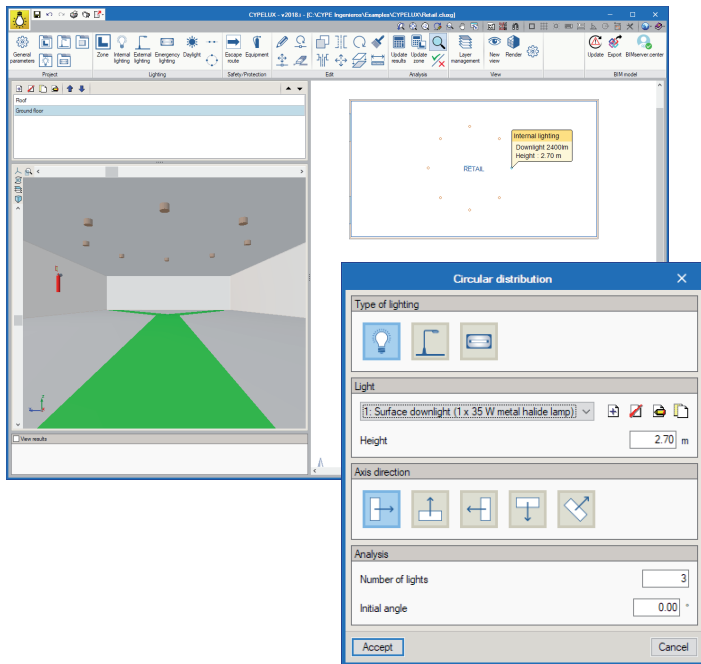 CYPELUX - v2018.i - [C:\CYPE Ingenieros\Examples\CYPELUX\Retail.cluxg]
General parameters
Zone
Internal lighting
External lighting
Emergency lighting
Daylight
Escape route
Equipment
Update results
Update zone
Layer management
New view
Render
Update
Export
BIMserver.center
Project
Lighting
Safety/Protection
Edit
Analysis
View
BIM model
Roof
Ground floor
Internal lighting
Downlight 2400lm
Height : 2.70 m
RETAIL
View results
Circular distribution
Type of lighting
Light
1: Surface downlight (1 x 35 W metal halide lamp)
Height 2.70 m
Axis direction
Analysis
Number of lights 3
Initial angle 0.00 °
Accept Cancel